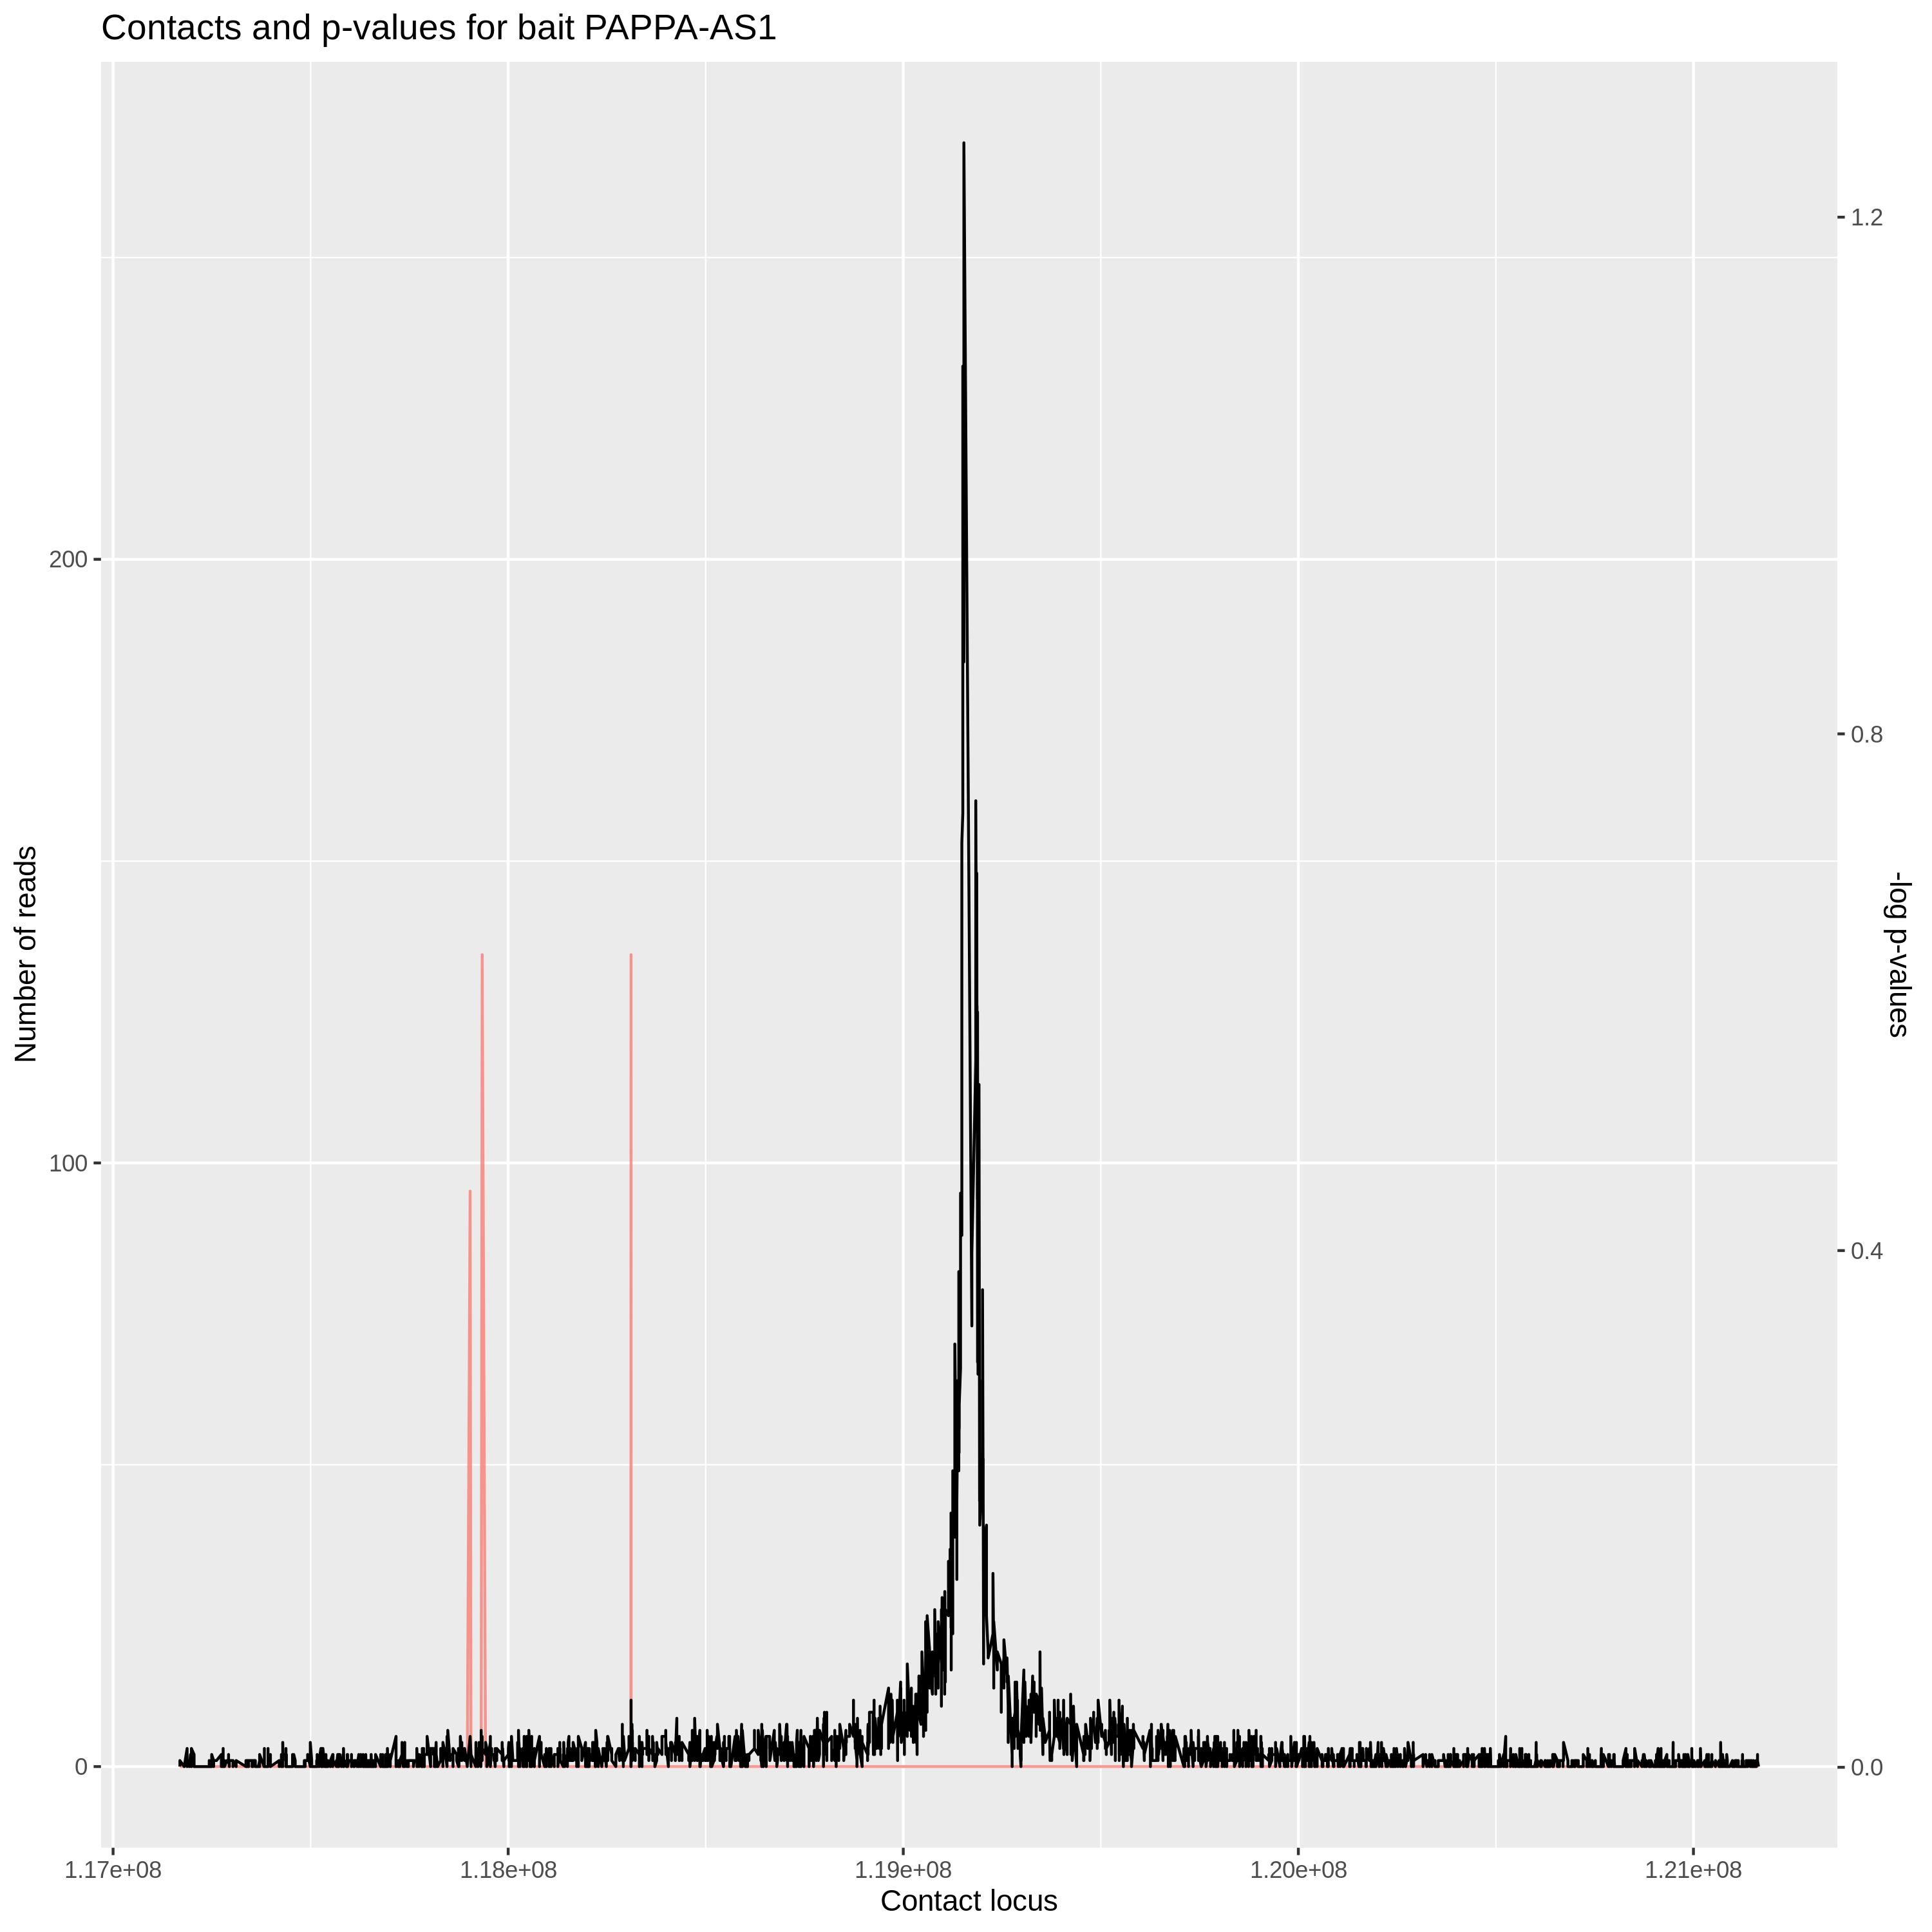 Contacts and p-values for bait PAPPA-AS1
Number of reads
200
100
0
1.2
0.8
0.4
0.0
-log p-values
1.17e+08
1.18e+08
1.19e+08
1.20e+08
1.21e+08
Contact locus